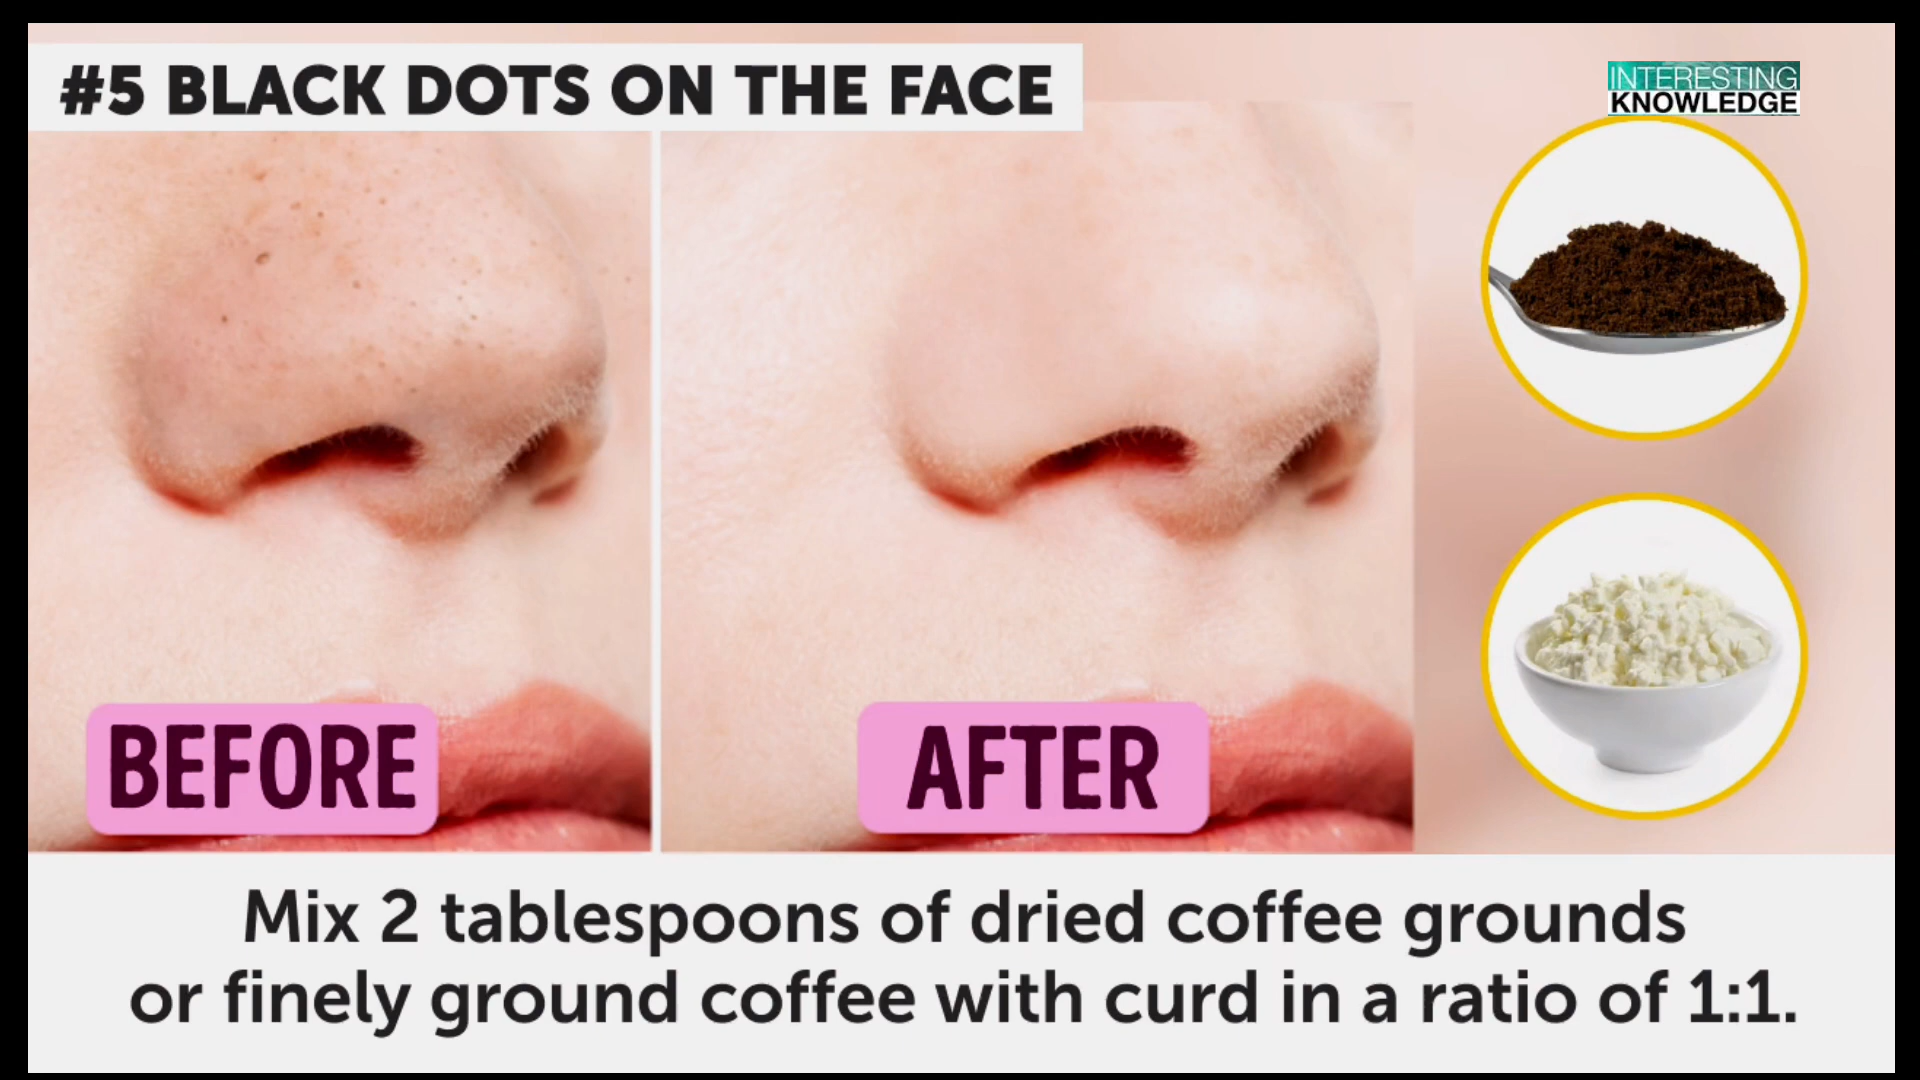 #5 BLACK DOTS ON THE FACE
INTERESTING
KNOWLEDGE
BEFORE
AFTER
Mix 2 tablespoons of dried coffee grounds
or finely ground coffee with curd in a ratio of 1:1.